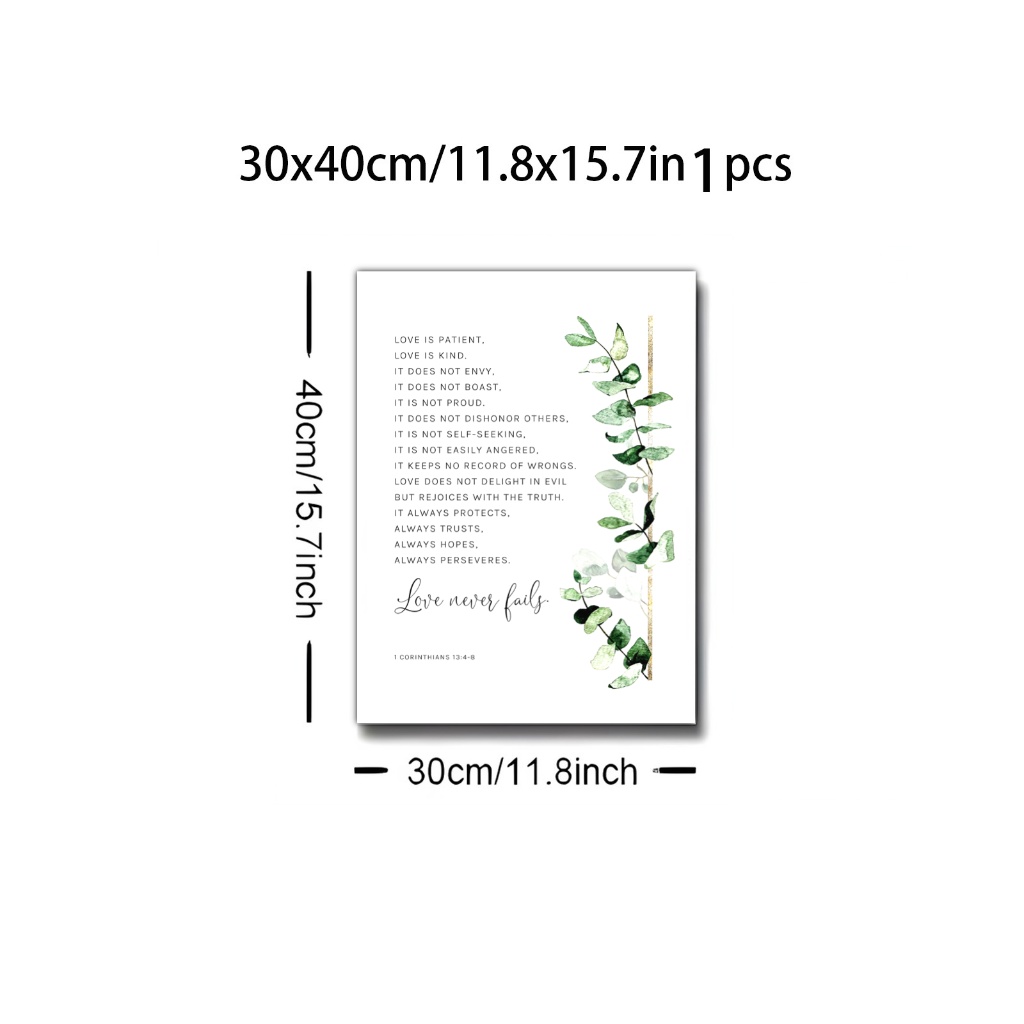 30x40cm/11.8x15.7in 1pcs
LOVE IS PATIENT,
LOVE IS KIND.
IT DOES NOT ENVY,
IT DOES NOT BOAST,
IT IS NOT PROUD.
IT DOES NOT DISHONOR OTHERS,
IT IS NOT SELF-SEEKING,
IT IS NOT EASILY ANGERED,
IT KEEPS NO RECORD OF WRONGS.
LOVE DOES NOT DELIGHT IN EVIL
BUT REJOICES WITH THE TRUTH.
IT ALWAYS PROTECTS,
ALWAYS TRUSTS,
ALWAYS HOPES,
ALWAYS PERSEVERES.
Love never fails.
1 CORINTHIANS 13:4-8
40cm/15.7inch
30cm/11.8inch